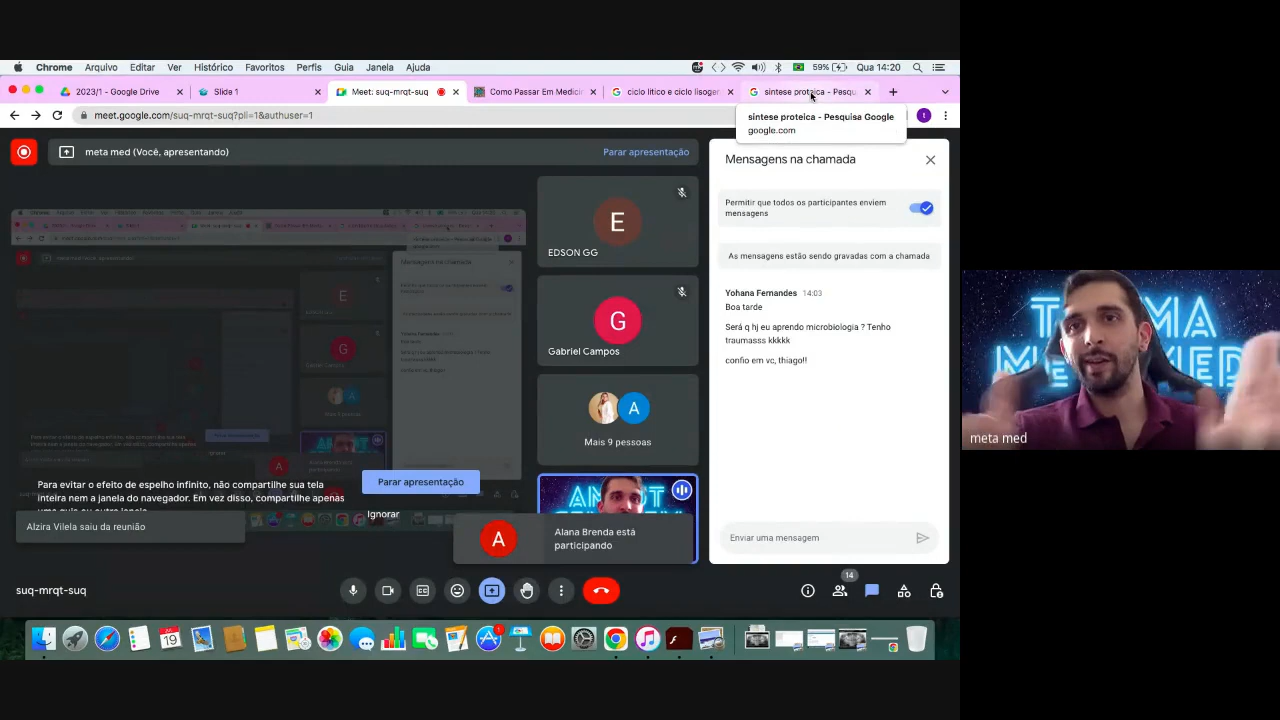 Chrome Arquivo Editar Ver Histórico Favoritos Perfis Guia Janela Ajuda
59% Qua 14:20
2023/1 - Google Drive
Slide 1
Meet: suq-mrqt-suq
Como Passar Em Medicin
ciclo litico e ciclo lisogen
sintese proteica - Pesqu
meet.google.com/suq-mrqt-suq?pli=1&authuser=1
sintese proteica - Pesquisa Google
google.com
meta med (Você, apresentando)
Parar apresentação
Mensagens na chamada
Permitir que todos os participantes enviem
mensagens
As mensagens estão sendo gravadas com a chamada
Yohana Fernandes 14:03
Boa tarde
Será q hj eu aprendo microbiologia ? Tenho
traumasss kkkkk
confio em vc, thiago!!
Enviar uma mensagem
E
EDSON GG
G
Gabriel Campos
A
Mais 9 pessoas
Para evitar o efeito de espelho infinito, não compartilhe sua tela
inteira nem a janela do navegador. Em vez disso, compartilhe apenas
Parar apresentação
Ignorar
Alzira Vilela saiu da reunião
A
Alana Brenda está
participando
suq-mrqt-suq
14
19
1
meta med